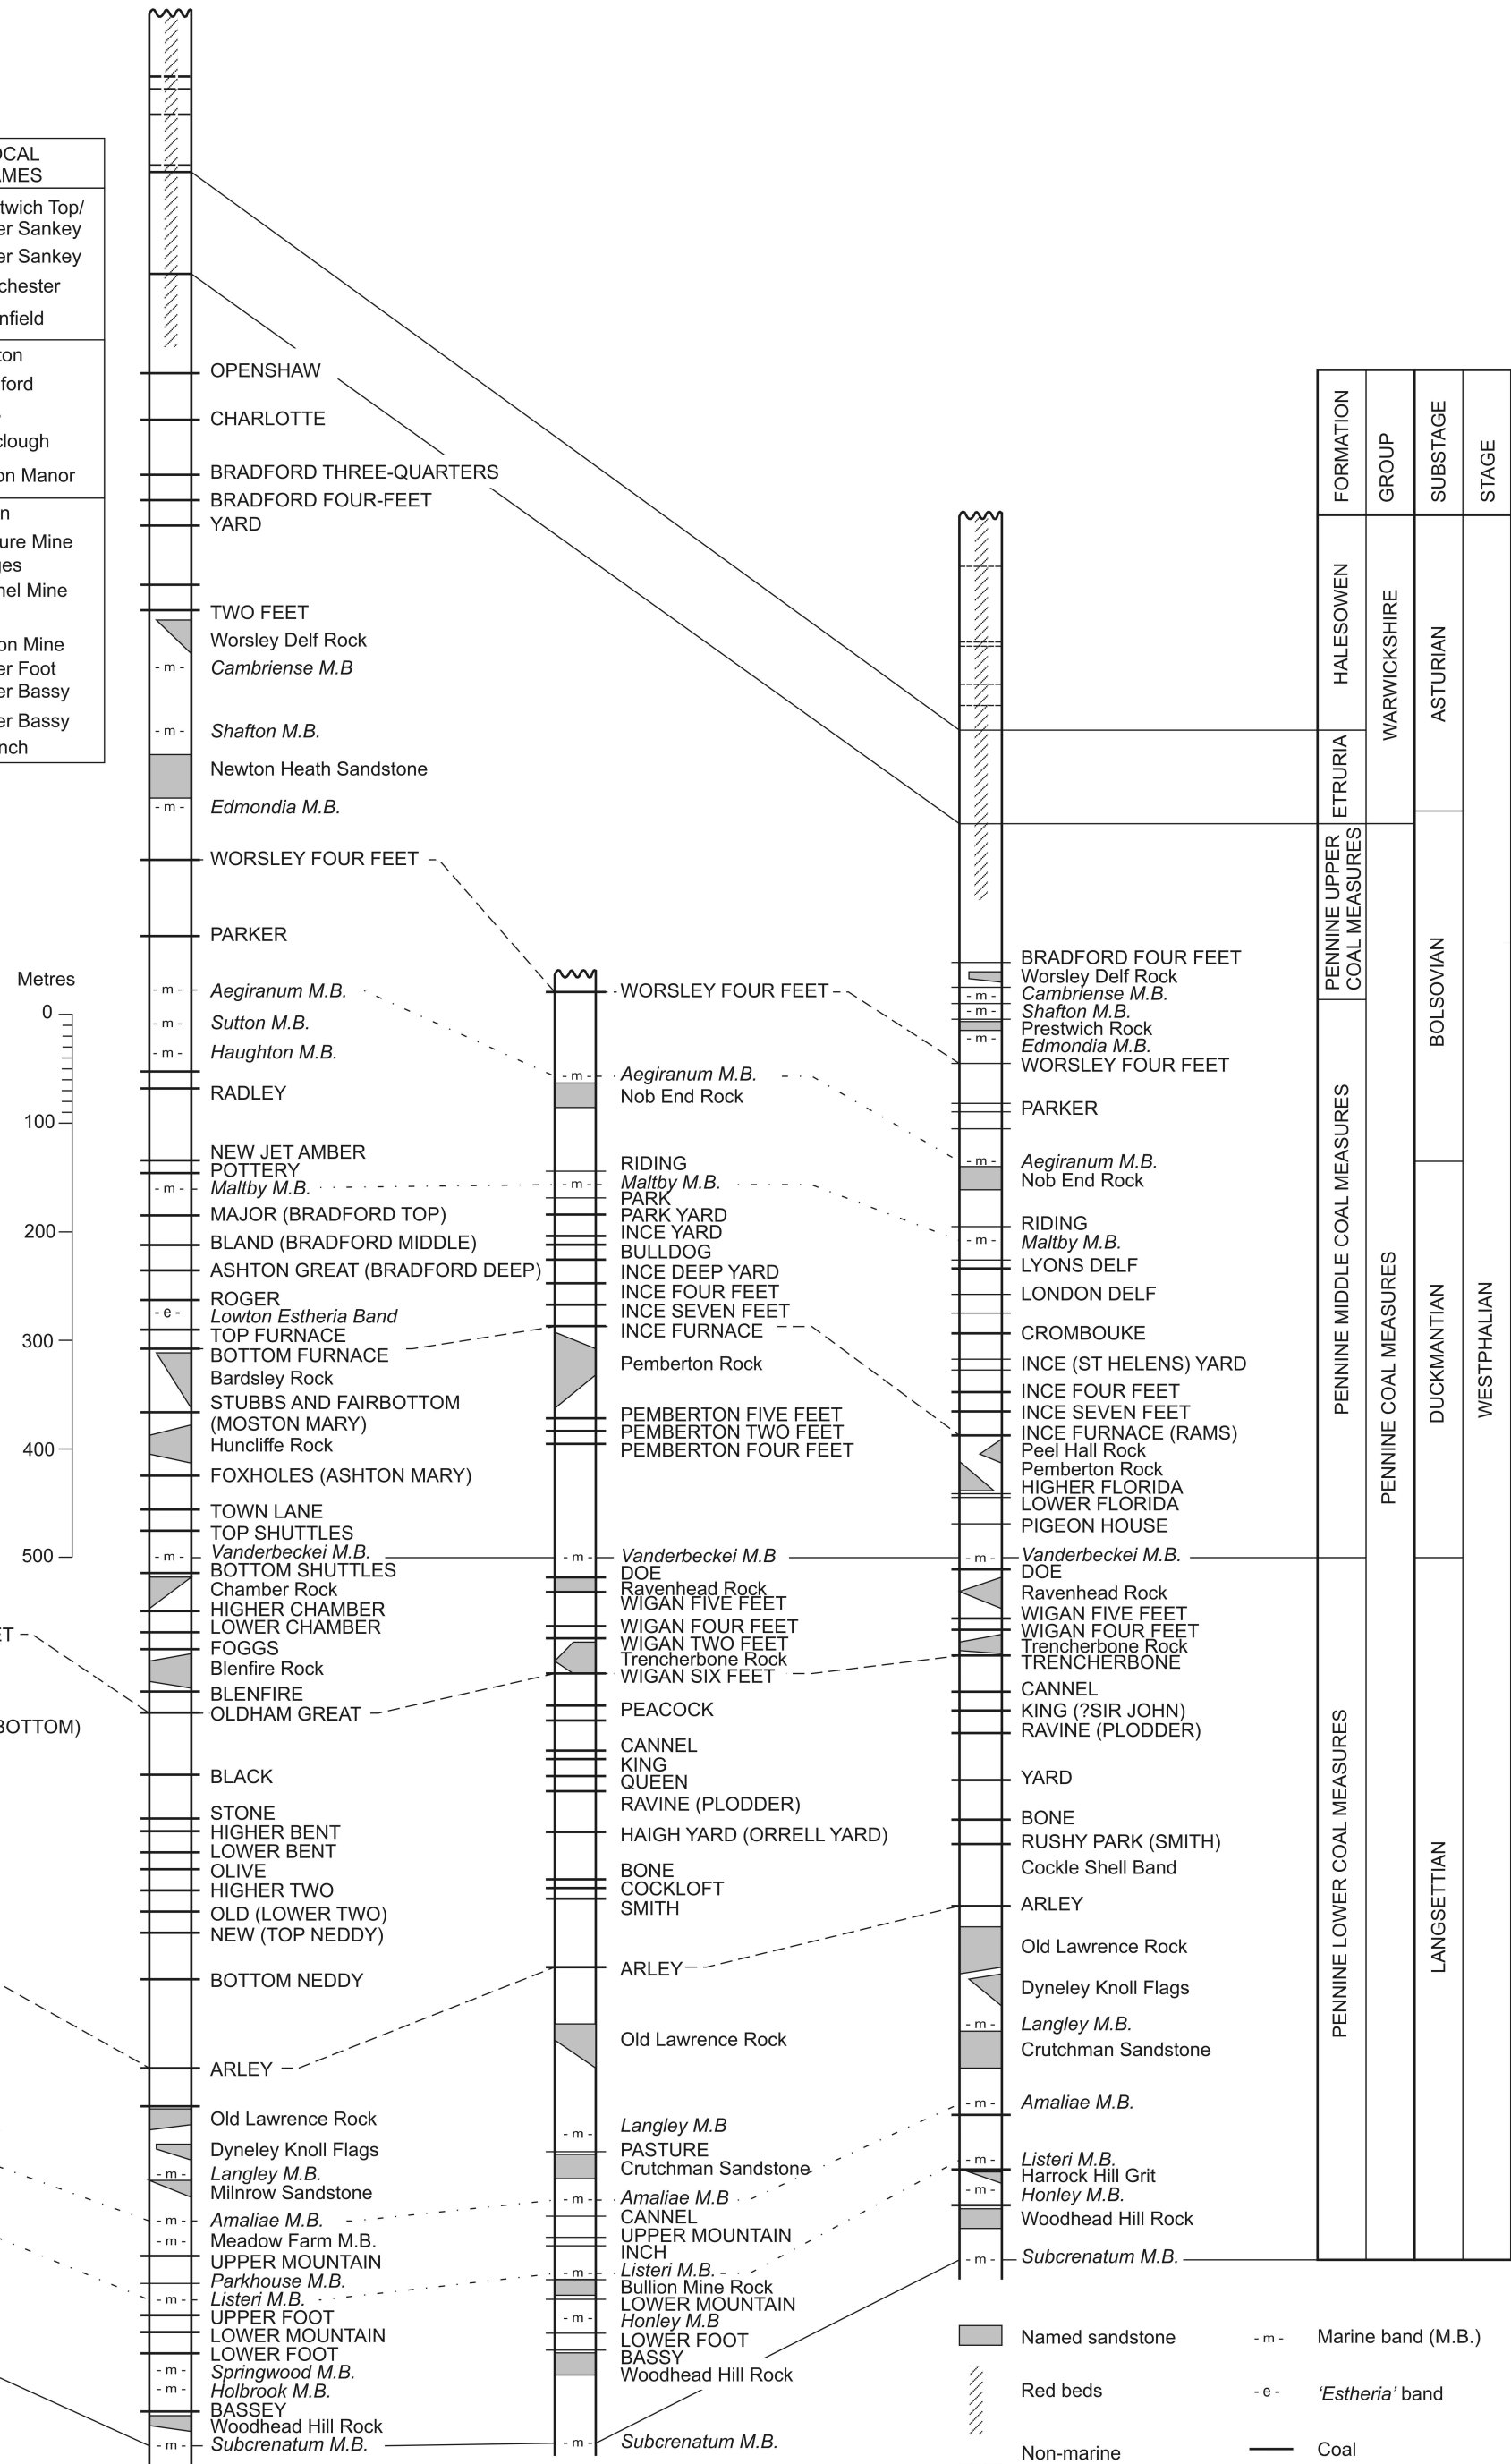 OCAL
AMES
twich Top/
er Sankey
er Sankey
chester
nfield
ton
ford
clough
on Manor
n
ure Mine
ges
nel Mine
on Mine
er Foot
er Bassy
er Bassy
nch
ET
BOTTOM)
Metres
0
100
200
300
400
500
OPENSHAW
CHARLOTTE
BRADFORD THREE-QUARTERS
BRADFORD FOUR-FEET
YARD
TWO FEET
Worsley Delf Rock
- m - Cambriense M.B
- m - Shafton M.B.
Newton Heath Sandstone
- m - Edmondia M.B.
WORSLEY FOUR FEET
PARKER
- m - Aegiranum M.B.
- m - Sutton M.B.
- m - Haughton M.B.
RADLEY
NEW JET AMBER
POTTERY
- m - Maltby M.B.
MAJOR (BRADFORD TOP)
BLAND (BRADFORD MIDDLE)
ASHTON GREAT (BRADFORD DEEP)
ROGER
- e - Lowton Estheria Band
TOP FURNACE
BOTTOM FURNACE
Bardsley Rock
STUBBS AND FAIRBOTTOM
(MOSTON MARY)
Huncliffe Rock
FOXHOLES (ASHTON MARY)
TOWN LANE
TOP SHUTTLES
- m - Vanderbeckei M.B.
BOTTOM SHUTTLES
Chamber Rock
HIGHER CHAMBER
LOWER CHAMBER
FOGGS
Blenfire Rock
BLENFIRE
OLDHAM GREAT
BLACK
STONE
HIGHER BENT
LOWER BENT
OLIVE
HIGHER TWO
OLD (LOWER TWO)
NEW (TOP NEDDY)
BOTTOM NEDDY
ARLEY
Old Lawrence Rock
Dyneley Knoll Flags
- m - Langley M.B.
Milnrow Sandstone
- m - Amaliae M.B.
- m - Meadow Farm M.B.
UPPER MOUNTAIN
Parkhouse M.B.
- m - Listeri M.B.
UPPER FOOT
LOWER MOUNTAIN
LOWER FOOT
- m - Springwood M.B.
- m - Holbrook M.B.
BASSEY
Woodhead Hill Rock
- m - Subcrenatum M.B.
WORSLEY FOUR FEET
- m - Aegiranum M.B.
Nob End Rock
RIDING
- m - Maltby M.B.
PARK
PARK YARD
INCE YARD
BULLDOG
INCE DEEP YARD
INCE FOUR FEET
INCE SEVEN FEET
INCE FURNACE
Pemberton Rock
PEMBERTON FIVE FEET
PEMBERTON TWO FEET
PEMBERTON FOUR FEET
- m - Vanderbeckei M.B
DOE
Ravenhead Rock
WIGAN FIVE FEET
WIGAN FOUR FEET
WIGAN TWO FEET
Trencherbone Rock
WIGAN SIX FEET
PEACOCK
CANNEL
KING
QUEEN
RAVINE (PLODDER)
HAIGH YARD (ORRELL YARD)
BONE
COCKLOFT
SMITH
ARLEY
Old Lawrence Rock
- m - Langley M.B
PASTURE
Crutchman Sandstone
- m - Amaliae M.B
CANNEL
UPPER MOUNTAIN
INCH
- m - Listeri M.B.
Bullion Mine Rock
LOWER MOUNTAIN
- m - Honley M.B
LOWER FOOT
BASSY
Woodhead Hill Rock
- m - Subcrenatum M.B.
BRADFORD FOUR FEET
Worsley Delf Rock
- m - Cambriense M.B.
- m - Shafton M.B.
Prestwich Rock
- m - Edmondia M.B.
WORSLEY FOUR FEET
PARKER
- m - Aegiranum M.B.
Nob End Rock
RIDING
- m - Maltby M.B.
LYONS DELF
LONDON DELF
CROMBOUKE
INCE (ST HELENS) YARD
INCE FOUR FEET
INCE SEVEN FEET
INCE FURNACE (RAMS)
Peel Hall Rock
Pemberton Rock
HIGHER FLORIDA
LOWER FLORIDA
PIGEON HOUSE
- m - Vanderbeckei M.B.
DOE
Ravenhead Rock
WIGAN FIVE FEET
WIGAN FOUR FEET
Trencherbone Rock
TRENCHERBONE
CANNEL
KING (?SIR JOHN)
RAVINE (PLODDER)
YARD
BONE
RUSHY PARK (SMITH)
Cockle Shell Band
ARLEY
Old Lawrence Rock
Dyneley Knoll Flags
- m - Langley M.B.
Crutchman Sandstone
- m - Amaliae M.B.
- m - Listeri M.B.
Harrock Hill Grit
- m - Honley M.B.
Woodhead Hill Rock
- m - Subcrenatum M.B.
FORMATION
GROUP
SUBSTAGE
STAGE
HALESOWEN
ETRURIA
PENNINE UPPER
COAL MEASURES
PENNINE MIDDLE COAL MEASURES
PENNINE LOWER COAL MEASURES
WARWICKSHIRE
PENNINE COAL MEASURES
ASTURIAN
BOLSOVIAN
DUCKMANTIAN
LANGSETTIAN
WESTPHALIAN
Named sandstone
Red beds
Non-marine
- m - Marine band (M.B.)
- e - 'Estheria' band
Coal